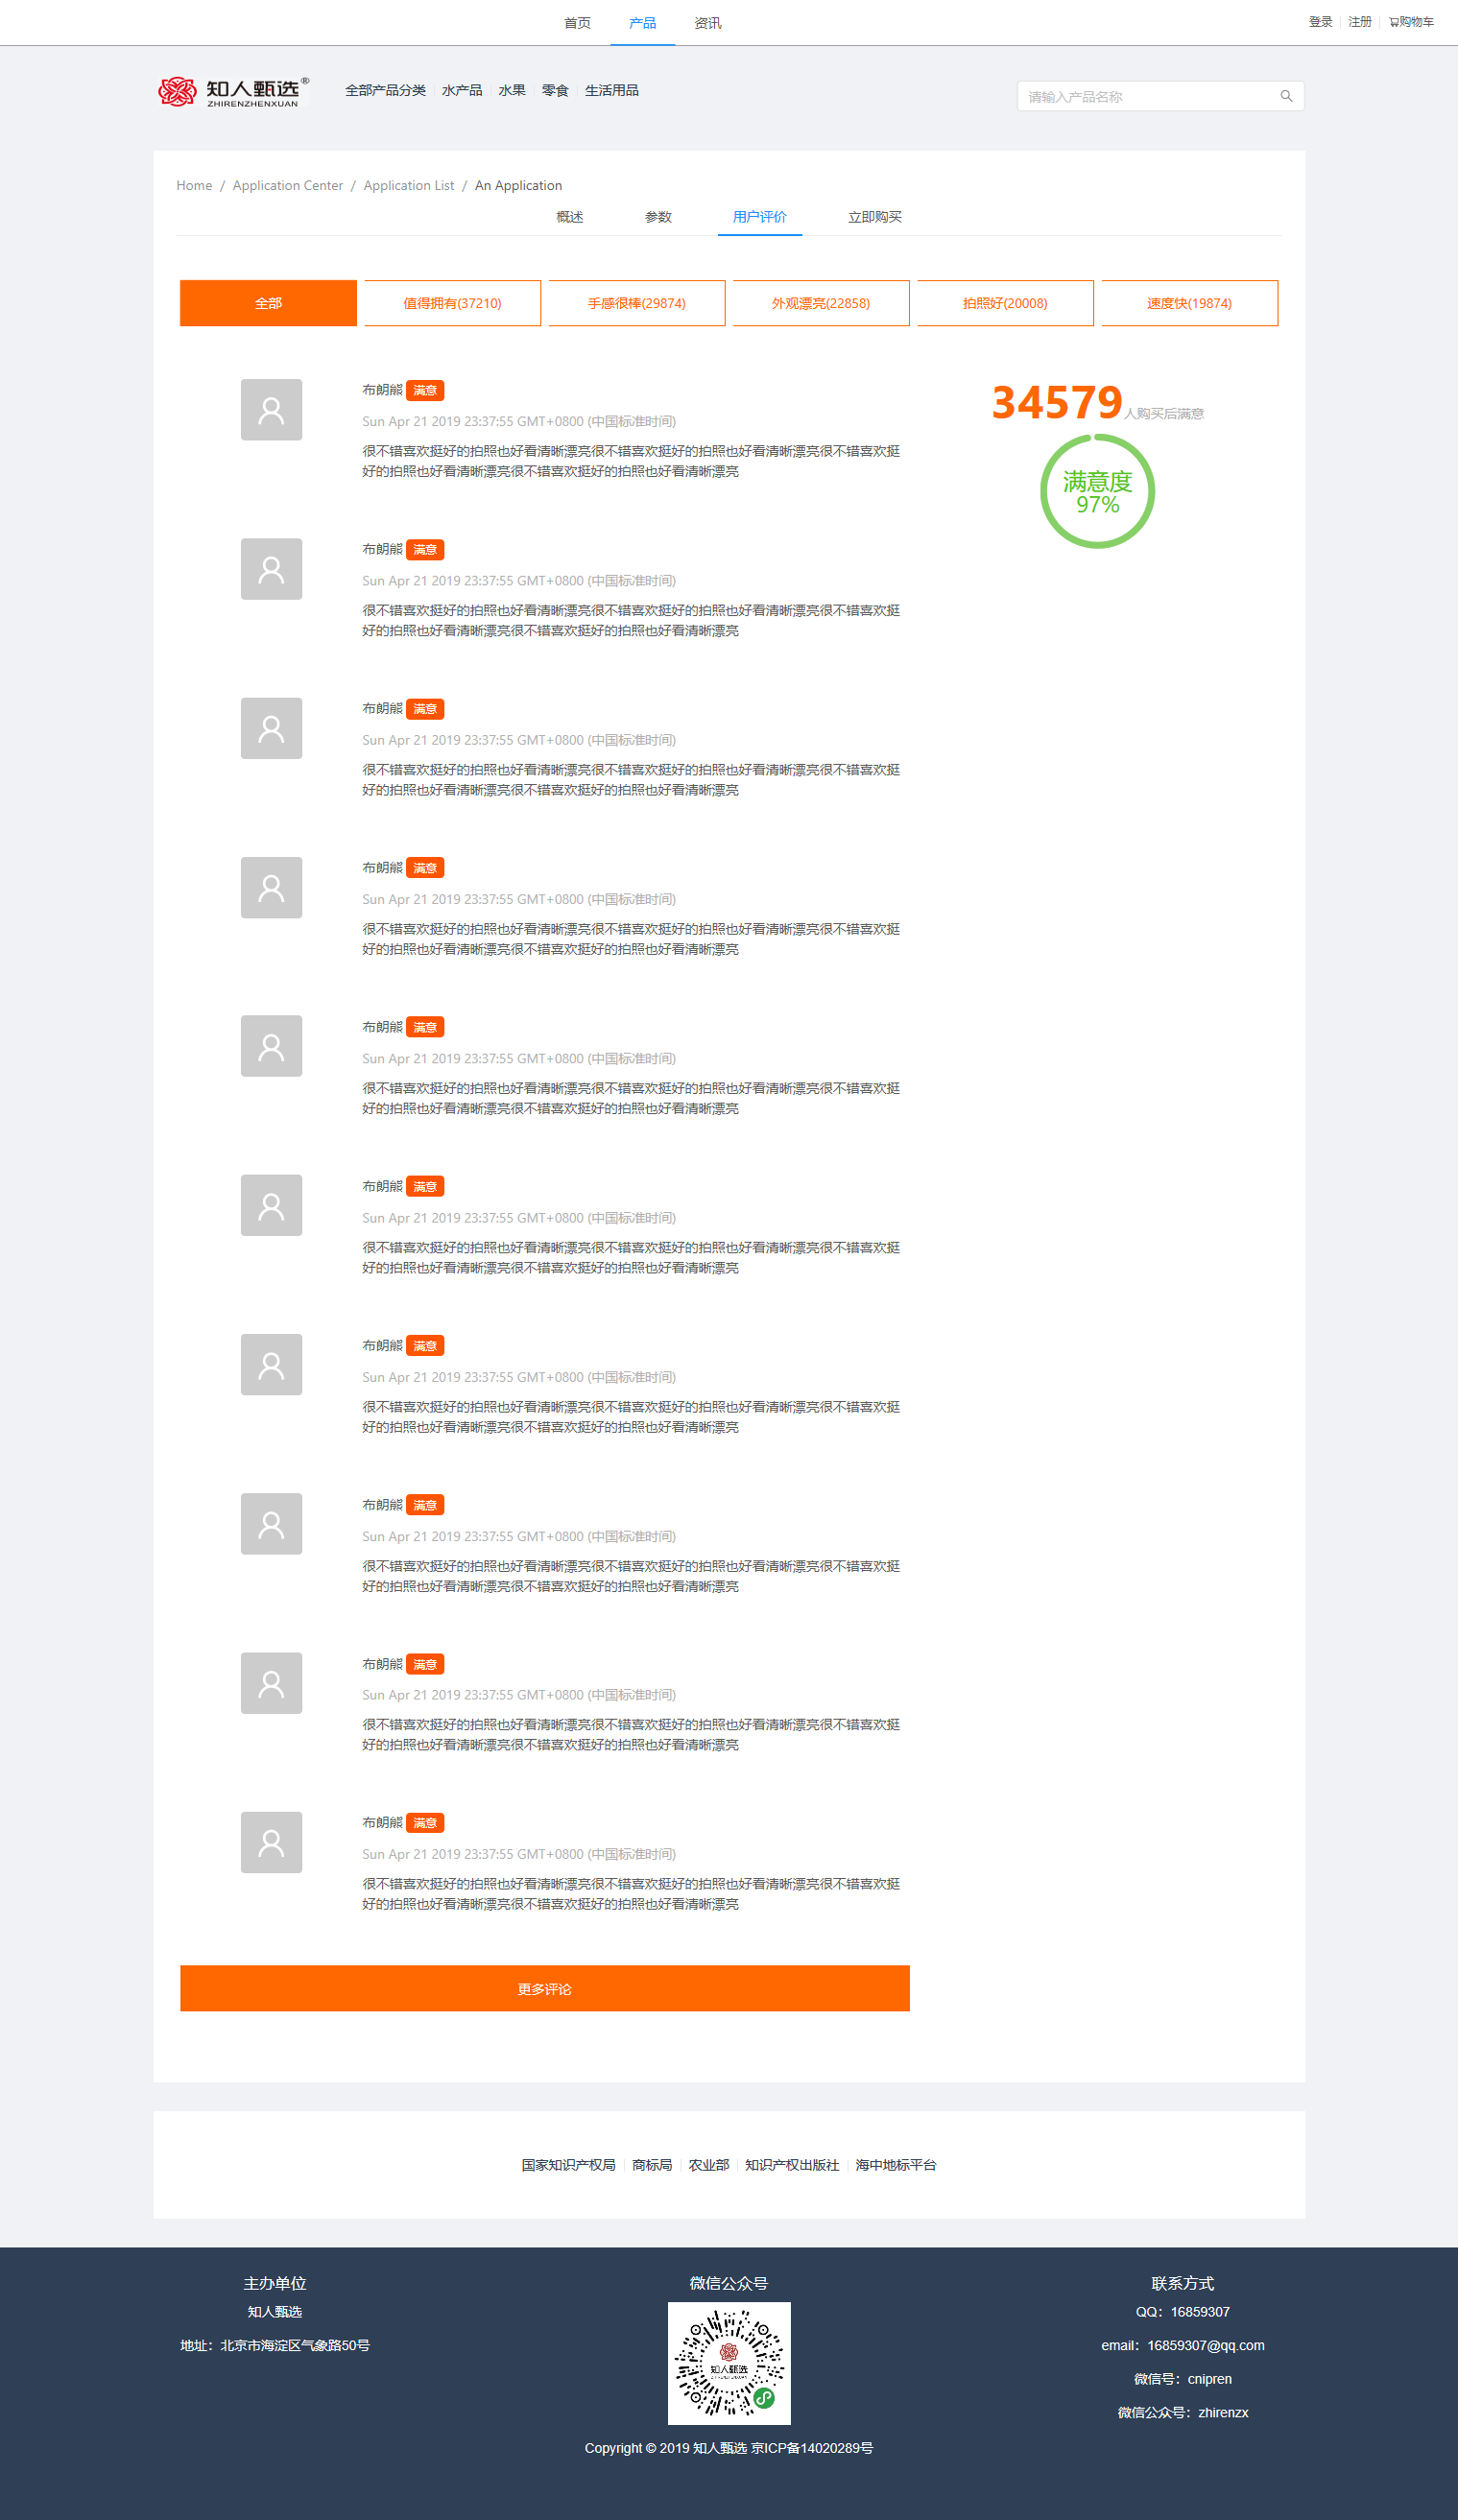 首页
产品
资讯
登录
注册
购物车
知人甄选®
ZHIRENZHENXUAN
全部产品分类
水产品
水果
零食
生活用品
请输入产品名称
Home / Application Center / Application List / An Application
概述
参数
用户评价
立即购买
全部
值得拥有(37210)
手感很棒(29874)
外观漂亮(22858)
拍照好(20008)
速度快(19874)
34579人购买后满意
满意度
97%
布朗熊 满意
Sun Apr 21 2019 23:37:55 GMT+0800 (中国标准时间)
很不错喜欢挺好的拍照也好看清晰漂亮很不错喜欢挺好的拍照也好看清晰漂亮很不错喜欢挺
好的拍照也好看清晰漂亮很不错喜欢挺好的拍照也好看清晰漂亮
布朗熊 满意
Sun Apr 21 2019 23:37:55 GMT+0800 (中国标准时间)
很不错喜欢挺好的拍照也好看清晰漂亮很不错喜欢挺好的拍照也好看清晰漂亮很不错喜欢挺
好的拍照也好看清晰漂亮很不错喜欢挺好的拍照也好看清晰漂亮
布朗熊 满意
Sun Apr 21 2019 23:37:55 GMT+0800 (中国标准时间)
很不错喜欢挺好的拍照也好看清晰漂亮很不错喜欢挺好的拍照也好看清晰漂亮很不错喜欢挺
好的拍照也好看清晰漂亮很不错喜欢挺好的拍照也好看清晰漂亮
布朗熊 满意
Sun Apr 21 2019 23:37:55 GMT+0800 (中国标准时间)
很不错喜欢挺好的拍照也好看清晰漂亮很不错喜欢挺好的拍照也好看清晰漂亮很不错喜欢挺
好的拍照也好看清晰漂亮很不错喜欢挺好的拍照也好看清晰漂亮
布朗熊 满意
Sun Apr 21 2019 23:37:55 GMT+0800 (中国标准时间)
很不错喜欢挺好的拍照也好看清晰漂亮很不错喜欢挺好的拍照也好看清晰漂亮很不错喜欢挺
好的拍照也好看清晰漂亮很不错喜欢挺好的拍照也好看清晰漂亮
布朗熊 满意
Sun Apr 21 2019 23:37:55 GMT+0800 (中国标准时间)
很不错喜欢挺好的拍照也好看清晰漂亮很不错喜欢挺好的拍照也好看清晰漂亮很不错喜欢挺
好的拍照也好看清晰漂亮很不错喜欢挺好的拍照也好看清晰漂亮
布朗熊 满意
Sun Apr 21 2019 23:37:55 GMT+0800 (中国标准时间)
很不错喜欢挺好的拍照也好看清晰漂亮很不错喜欢挺好的拍照也好看清晰漂亮很不错喜欢挺
好的拍照也好看清晰漂亮很不错喜欢挺好的拍照也好看清晰漂亮
布朗熊 满意
Sun Apr 21 2019 23:37:55 GMT+0800 (中国标准时间)
很不错喜欢挺好的拍照也好看清晰漂亮很不错喜欢挺好的拍照也好看清晰漂亮很不错喜欢挺
好的拍照也好看清晰漂亮很不错喜欢挺好的拍照也好看清晰漂亮
布朗熊 满意
Sun Apr 21 2019 23:37:55 GMT+0800 (中国标准时间)
很不错喜欢挺好的拍照也好看清晰漂亮很不错喜欢挺好的拍照也好看清晰漂亮很不错喜欢挺
好的拍照也好看清晰漂亮很不错喜欢挺好的拍照也好看清晰漂亮
布朗熊 满意
Sun Apr 21 2019 23:37:55 GMT+0800 (中国标准时间)
很不错喜欢挺好的拍照也好看清晰漂亮很不错喜欢挺好的拍照也好看清晰漂亮很不错喜欢挺
好的拍照也好看清晰漂亮很不错喜欢挺好的拍照也好看清晰漂亮
更多评论
国家知识产权局
商标局
农业部
知识产权出版社
海中地标平台
主办单位
知人甄选
地址：北京市海淀区气象路50号
微信公众号
知人甄选
Copyright © 2019 知人甄选 京ICP备14020289号
联系方式
QQ：16859307
email：16859307@qq.com
微信号：cnipren
微信公众号：zhirenzx